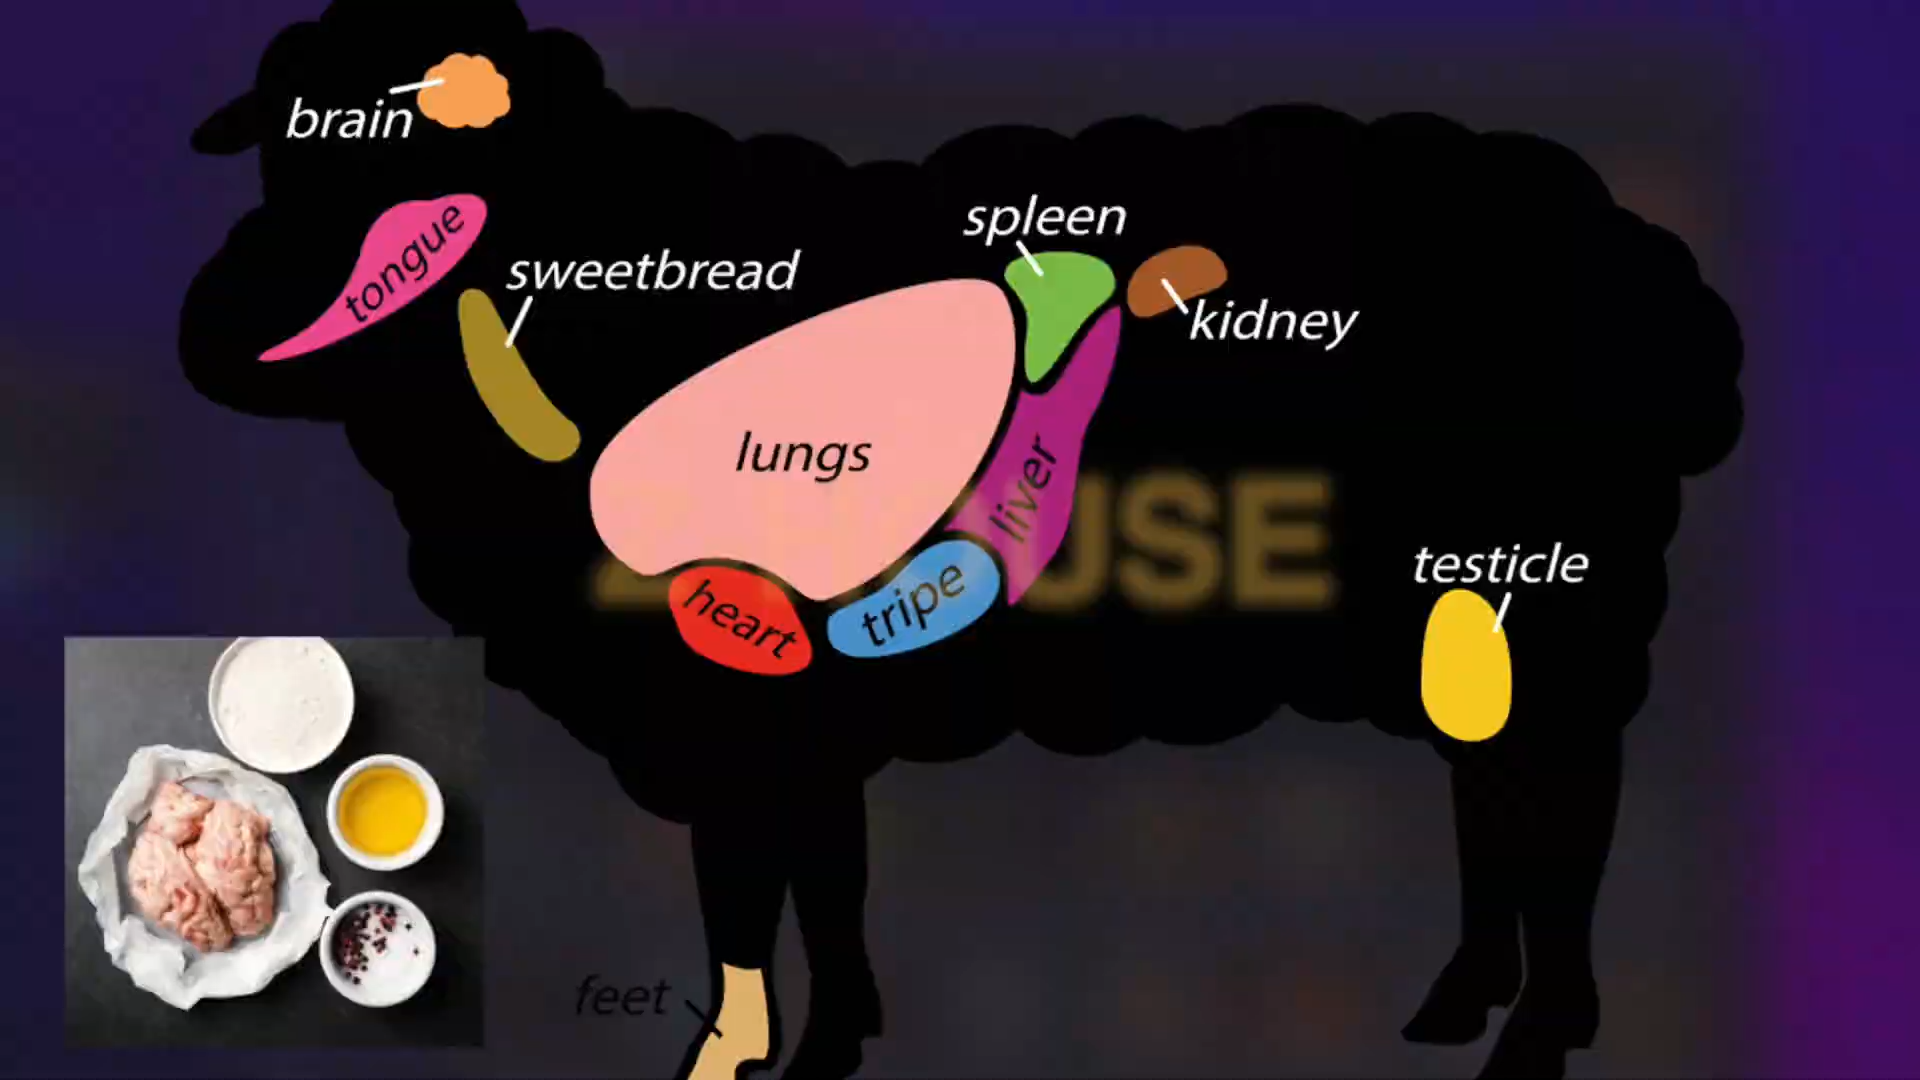 brain
tongue
sweetbread
spleen
kidney
lungs
liver
heart
tripe
testicle
feet